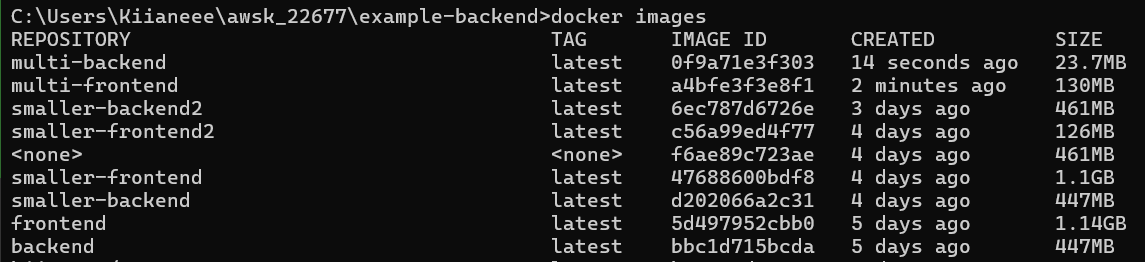 C:\Users\Kiianeee\awsk_22677\example-backend>docker images
REPOSITORY TAG IMAGE ID CREATED SIZE
multi-backend latest 0f9a71e3f303 14 seconds ago 23.7MB
multi-frontend latest a4bfe3f3e8f1 2 minutes ago 130MB
smaller-backend2 latest 6ec787d6726e 3 days ago 461MB
smaller-frontend2 latest c56a99ed4f77 4 days ago 126MB
<none> <none> f6ae89c723ae 4 days ago 461MB
smaller-frontend latest 47688600bdf8 4 days ago 1.1GB
smaller-backend latest d202066a2c31 4 days ago 447MB
frontend latest 5d497952cbb0 5 days ago 1.14GB
backend latest bbc1d715bcda 5 days ago 447MB